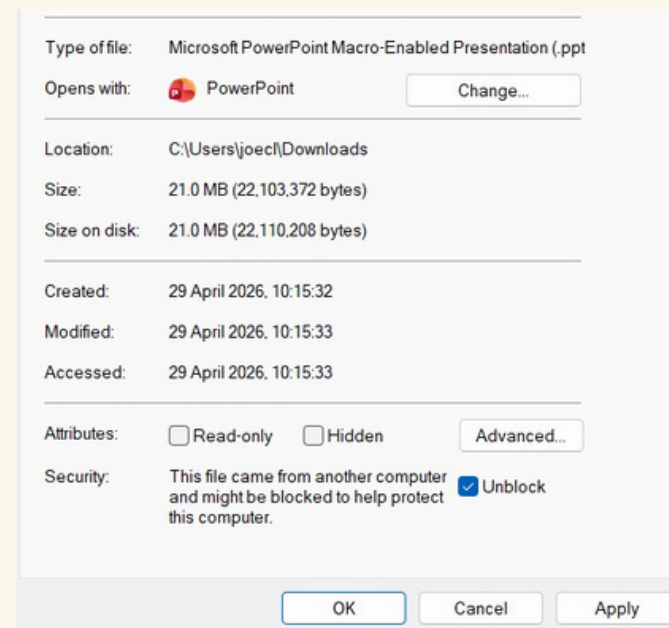 Type of file: Microsoft PowerPoint Macro-Enabled Presentation (.ppt
Opens with: PowerPoint Change...
Location: C:\Users\joecl\Downloads
Size: 21.0 MB (22,103,372 bytes)
Size on disk: 21.0 MB (22,110,208 bytes)
Created: 29 April 2026, 10:15:32
Modified: 29 April 2026, 10:15:33
Accessed: 29 April 2026, 10:15:33
Attributes: Read-only Hidden Advanced...
Security: This file came from another computer
and might be blocked to help protect
this computer.
Unblock
OK Cancel Apply